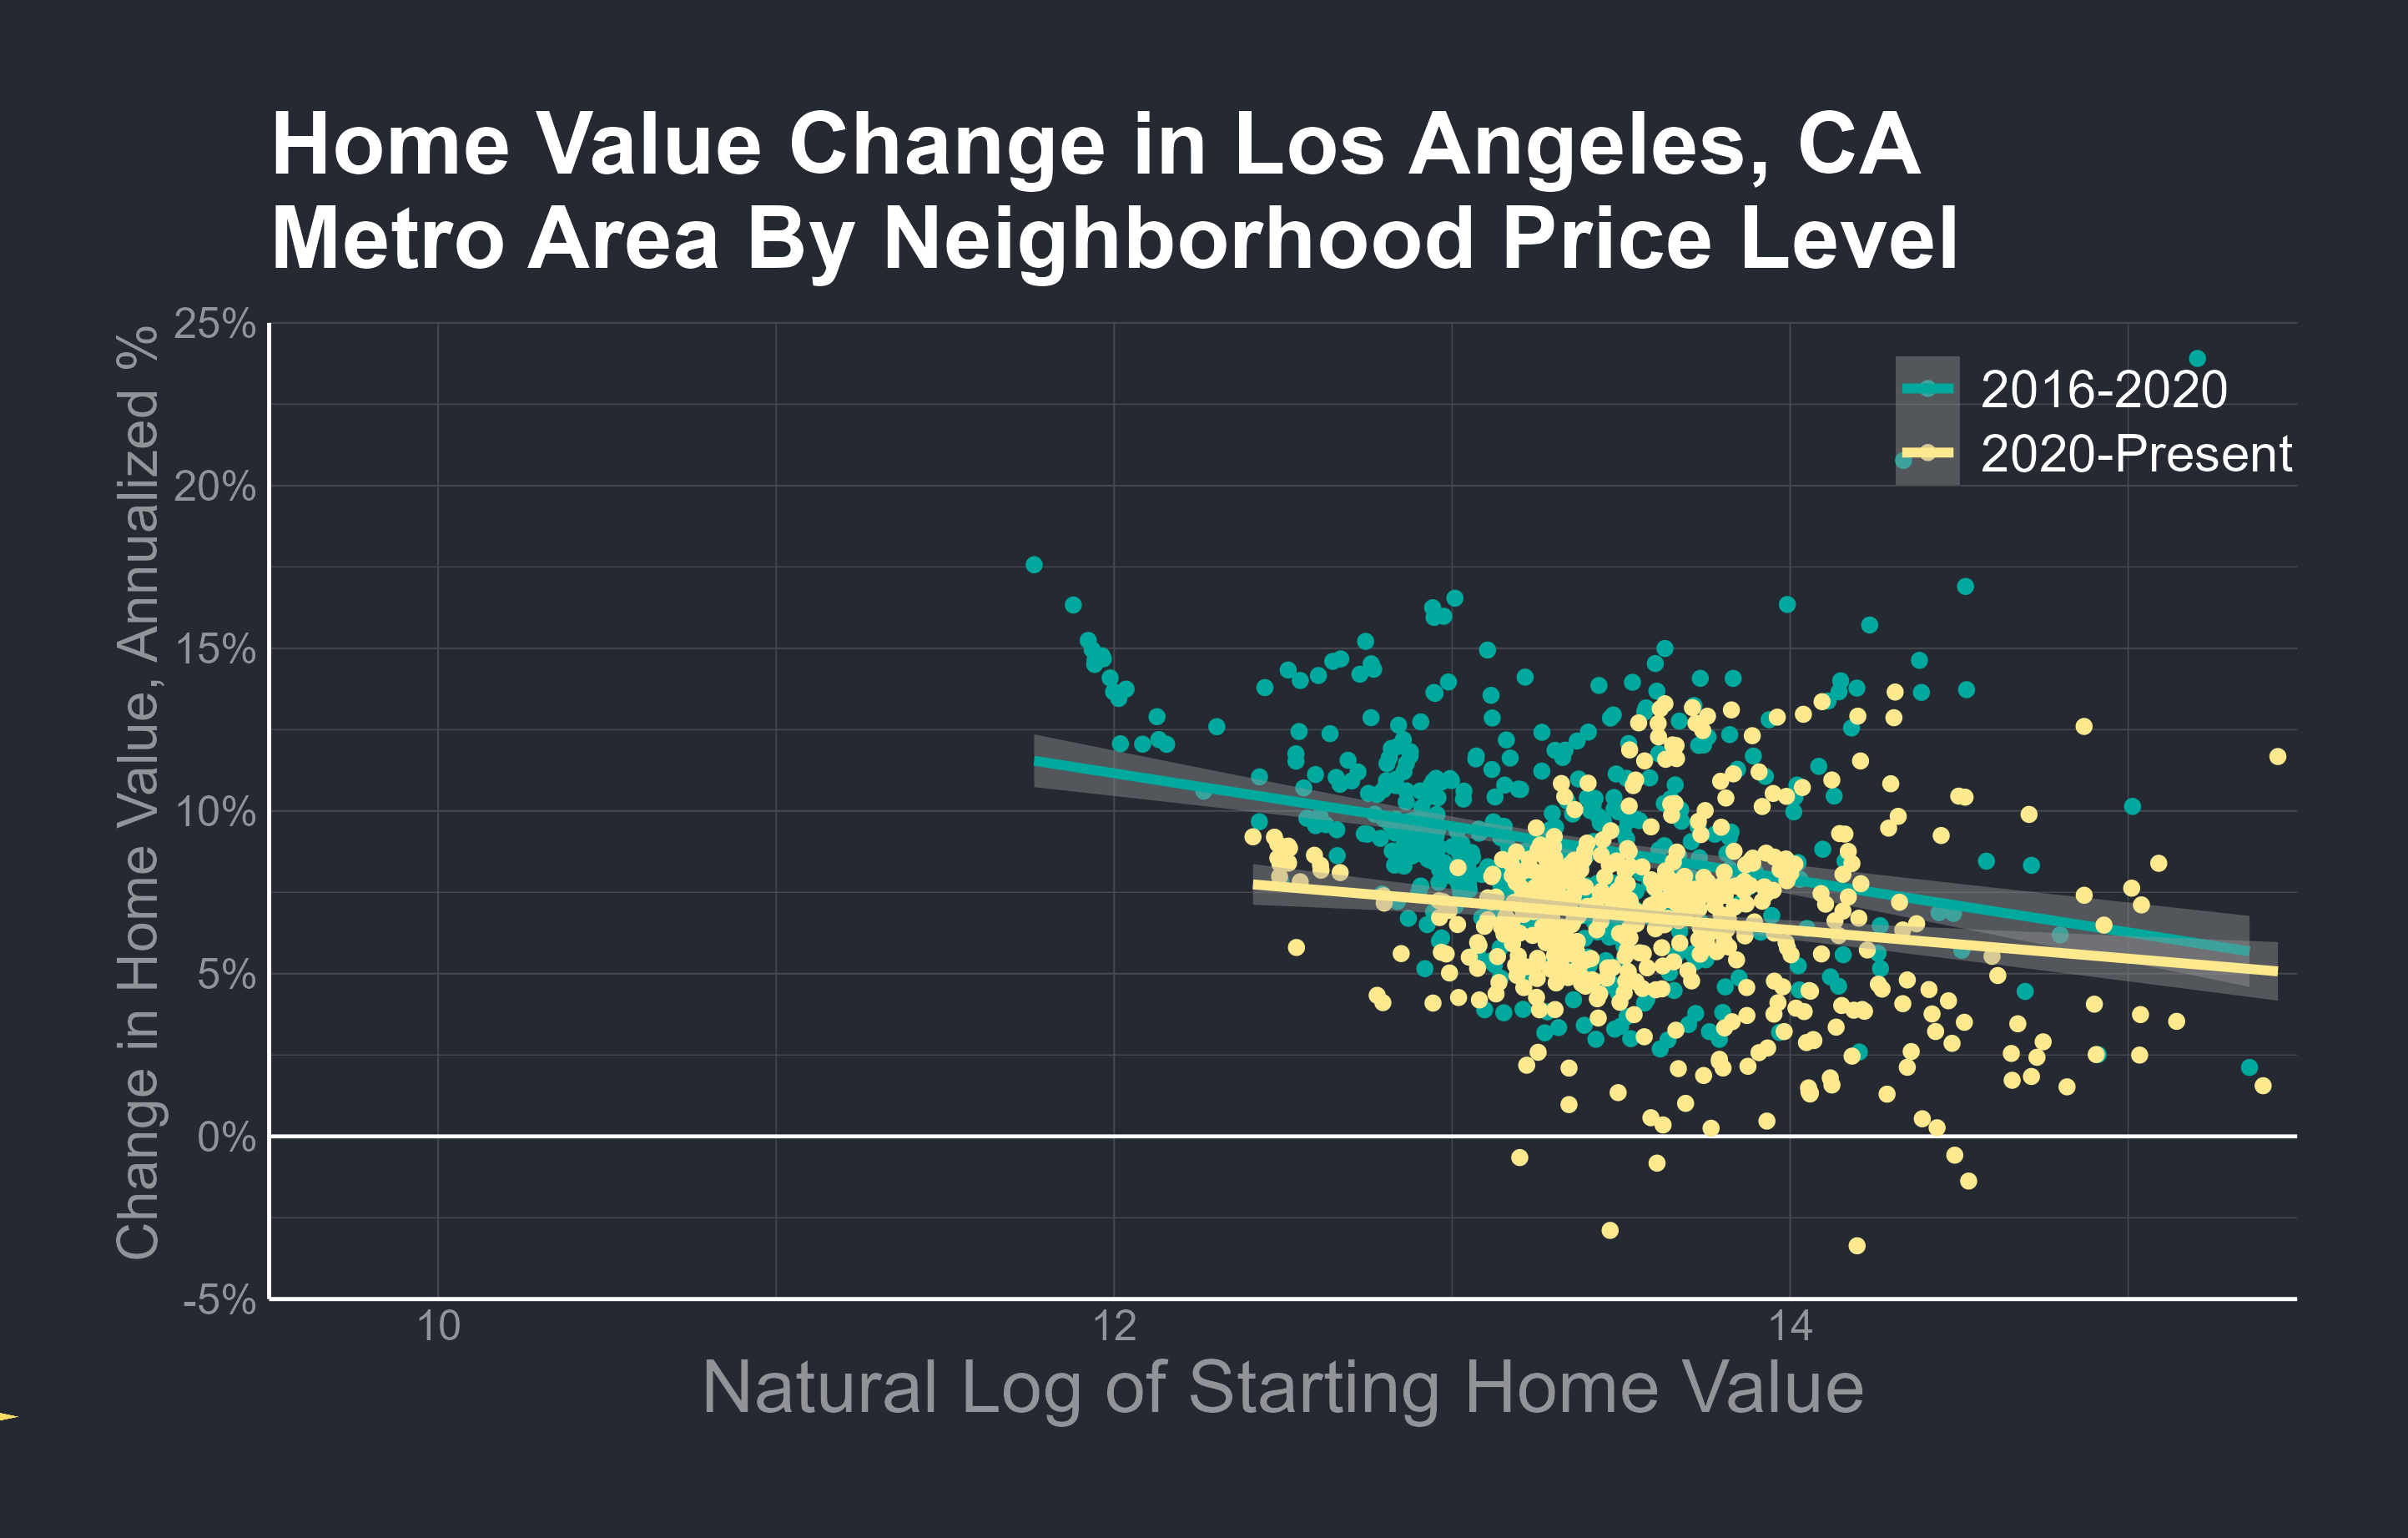 Home Value Change in Los Angeles, CA
Metro Area By Neighborhood Price Level
Change in Home Value, Annualized %
25%
20%
15%
10%
5%
0%
-5%
2016-2020
2020-Present
10
12
14
Natural Log of Starting Home Value